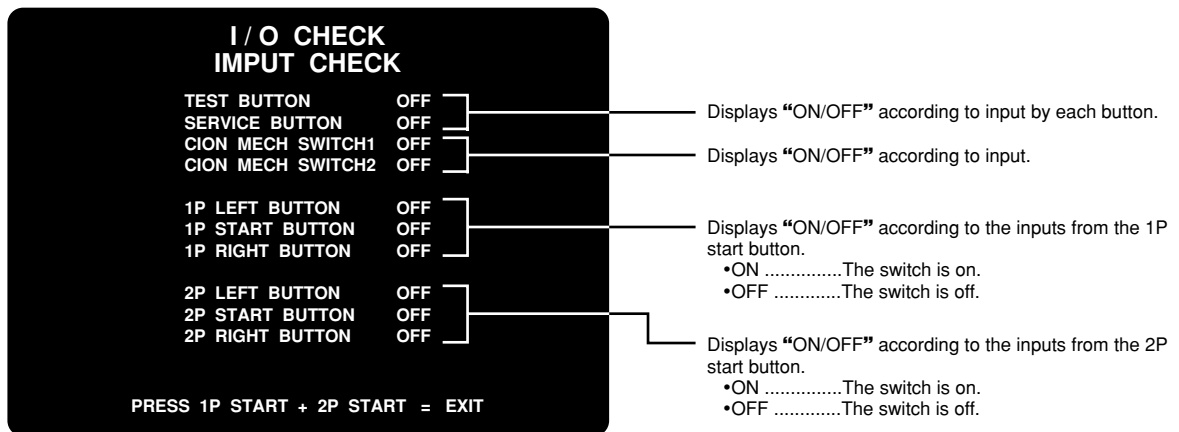 I / O CHECK
IMPUT CHECK
TEST BUTTON OFF
SERVICE BUTTON OFF
CION MECH SWITCH1 OFF
CION MECH SWITCH2 OFF
1P LEFT BUTTON OFF
1P START BUTTON OFF
1P RIGHT BUTTON OFF
2P LEFT BUTTON OFF
2P START BUTTON OFF
2P RIGHT BUTTON OFF
PRESS 1P START + 2P START = EXIT
Displays “ON/OFF” according to input by each button.
Displays “ON/OFF” according to input.
Displays “ON/OFF” according to the inputs from the 1P
start button.
•ON ...............The switch is on.
•OFF .............The switch is off.
Displays “ON/OFF” according to the inputs from the 2P
start button.
•ON ...............The switch is on.
•OFF .............The switch is off.